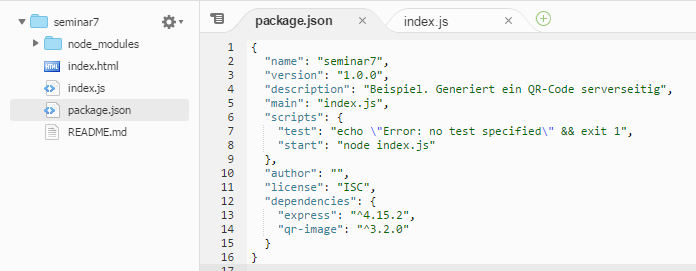 seminar7
node_modules
index.html
index.js
package.json
README.md
package.json x index.js x
1 {
2 "name": "seminar7",
3 "version": "1.0.0",
4 "description": "Beispiel. Generiert ein QR-Code serverseitig",
5 "main": "index.js",
6 "scripts": {
7 "test": "echo \"Error: no test specified\" && exit 1",
8 "start": "node index.js"
9 },
10 "author": "",
11 "license": "ISC",
12 "dependencies": {
13 "express": "^4.15.2",
14 "qr-image": "^3.2.0"
15 }
16 }
17